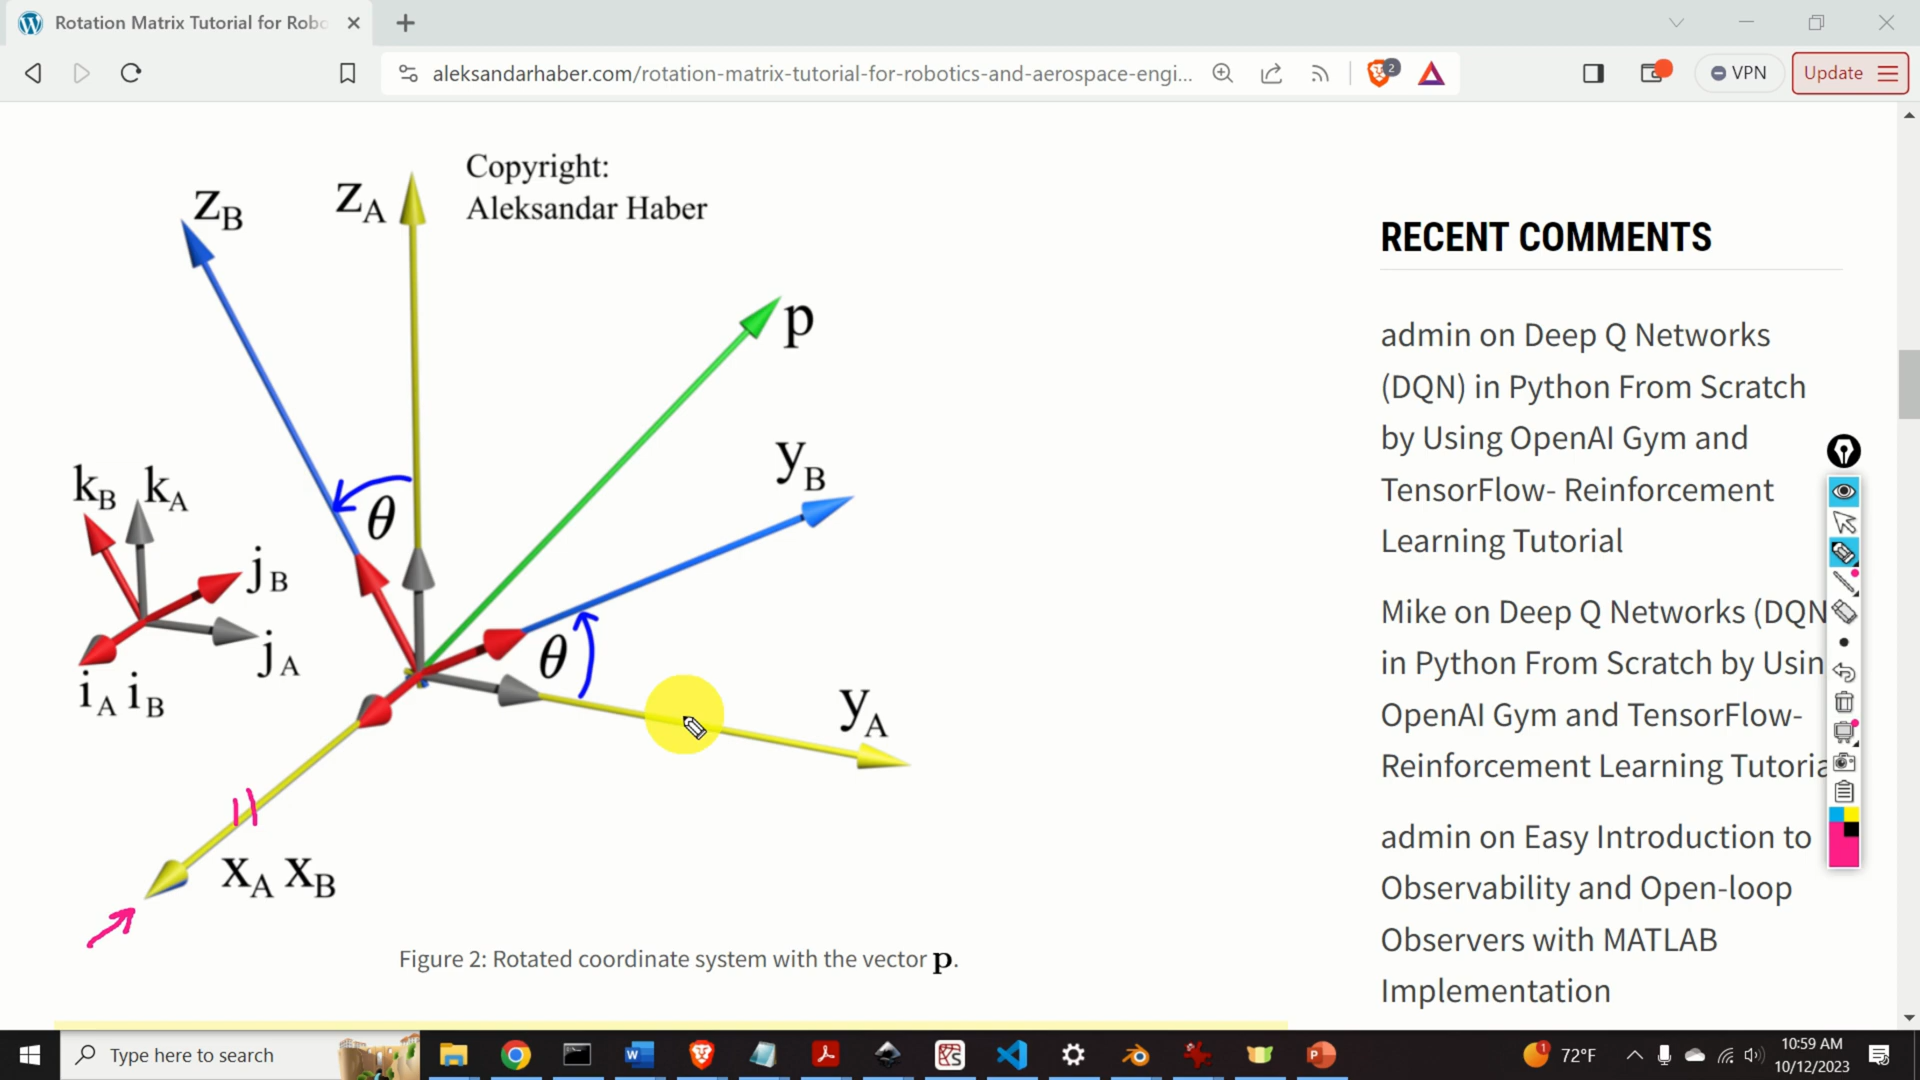 Rotation Matrix Tutorial for Robo
aleksandarhaber.com/rotation-matrix-tutorial-for-robotics-and-aerospace-engi...
2
VPN
Update
Copyright:
Aleksandar Haber
zB
zA
p
yB
θ
kB kA
jB
jA
iA iB
θ
yA
xA xB
Figure 2: Rotated coordinate system with the vector p.
RECENT COMMENTS
admin on Deep Q Networks
(DQN) in Python From Scratch
by Using OpenAI Gym and
TensorFlow- Reinforcement
Learning Tutorial
Mike on Deep Q Networks (DQN
in Python From Scratch by Usin
OpenAI Gym and TensorFlow-
Reinforcement Learning Tutoria
admin on Easy Introduction to
Observability and Open-loop
Observers with MATLAB
Implementation
Type here to search
1
72°F
10:59 AM
10/12/2023